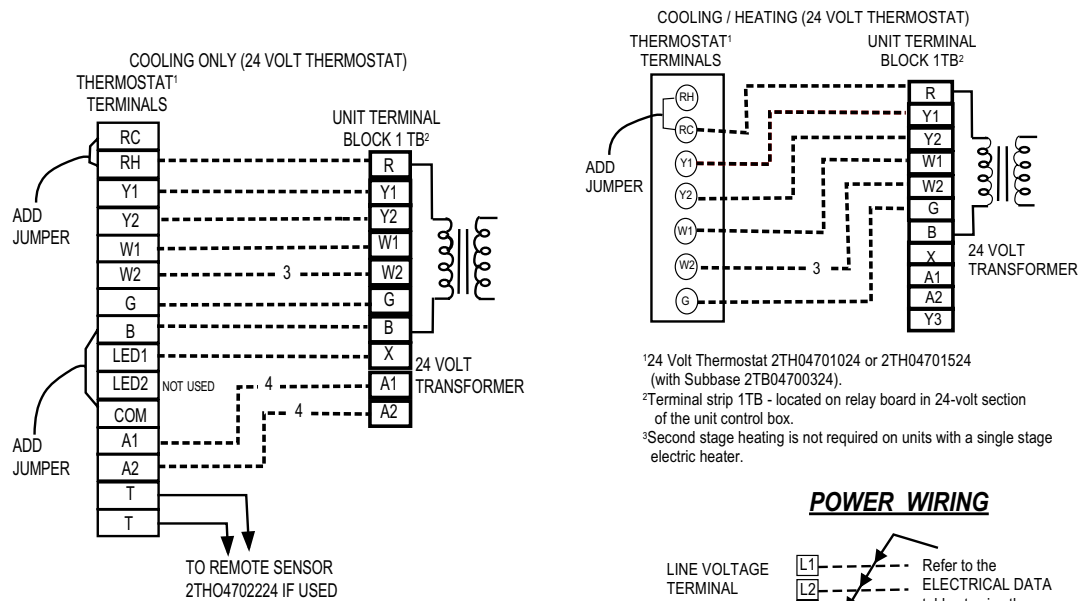 COOLING ONLY (24 VOLT THERMOSTAT)
THERMOSTAT¹
TERMINALS
UNIT TERMINAL
BLOCK 1 TB²
RC
RH
Y1
Y2
W1
W2
G
B
LED1
LED2
COM
A1
A2
T
T
NOT USED
3
4
4
R
Y1
Y2
W1
W2
G
B
X
A1
A2
ADD
JUMPER
ADD
JUMPER
24 VOLT
TRANSFORMER
TO REMOTE SENSOR
2THO4702224 IF USED
COOLING / HEATING (24 VOLT THERMOSTAT)
THERMOSTAT¹
TERMINALS
UNIT TERMINAL
BLOCK 1TB²
RH
RC
Y1
Y2
W1
W2
G
ADD
JUMPER
3
R
Y1
Y2
W1
W2
G
B
X
A1
A2
Y3
24 VOLT
TRANSFORMER
¹24 Volt Thermostat 2TH04701024 or 2TH04701524
(with Subbase 2TB04700324).
²Terminal strip 1TB - located on relay board in 24-volt section
of the unit control box.
³Second stage heating is not required on units with a single stage
electric heater.
POWER WIRING
LINE VOLTAGE
TERMINAL
L1
L2
Refer to the
ELECTRICAL DATA